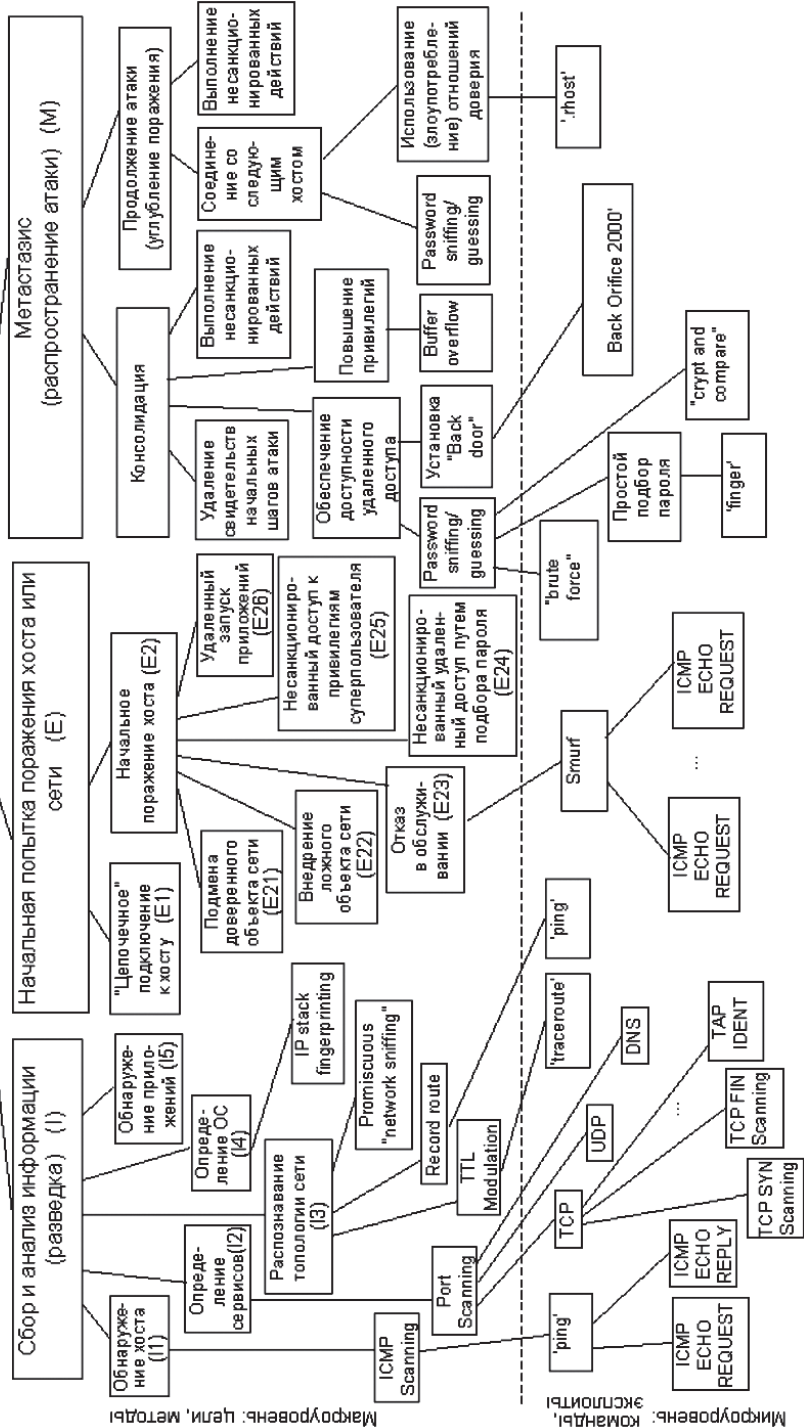 Сбор и анализ информации
(разведка) (I)
Начальная попытка поражения хоста или
сети (E)
Метастазис
(распространение атаки) (M)
Обнаруже-
ние хоста
(I1)
Опреде-
ление
сервисов(I2)
Распознавание
топологии сети
(I3)
Опреде-
ление ОС
(I4)
Обнаруже-
ние прило-
жений (I5)
ICMP
Scanning
Port
Scanning
TTL
Modulation
Record route
Promiscuous
"network sniffing"
IP stack
fingerprinting
"Цепочечное"
подключение
к хосту (E1)
Начальное
поражение хоста (E2)
Подмена
доверенного
объекта сети
(E21)
Внедрение
ложного
объекта сети
(E22)
Отказ
в обслужи-
вании (E23)
Несанкциониро-
ванный удален-
ный доступ путем
подбора пароля
(E24)
Несанкциониро-
ванный доступ к
привилегиям
суперпользователя
(E25)
Удаленный
запуск
приложений
(E26)
Консолидация
Продолжение атаки
(углубление поражения)
Удаление
свидетельств
начальных
шагов атаки
Обеспечение
доступности
удаленного
доступа
Повышение
привилегий
Выполнение
несанкцио-
нированных
действий
Соедине-
ние со
следую-
щим
хостом
Выполнение
несанкцио-
нированных
действий
Password
sniffing/
guessing
Установка
"Back
door"
Buffer
overflow
Password
sniffing/
guessing
Использование
(злоупотребле-
ние) отношений
доверия
Макроуровень: цели, методы
Микроуровень: команды,
эксплоиты
'ping'
ICMP
ECHO
REQUEST
ICMP
ECHO
REPLY
TCP
UDP
DNS
'traceroute'
'ping'
TCP SYN
Scanning
TCP FIN
Scanning
...
TAP
IDENT
Smurf
ICMP
ECHO
REQUEST
...
ICMP
ECHO
REQUEST
"brute
force"
Простой
подбор
пароля
'finger'
"crypt and
compare"
Back Orifice 2000'
'.rhost'